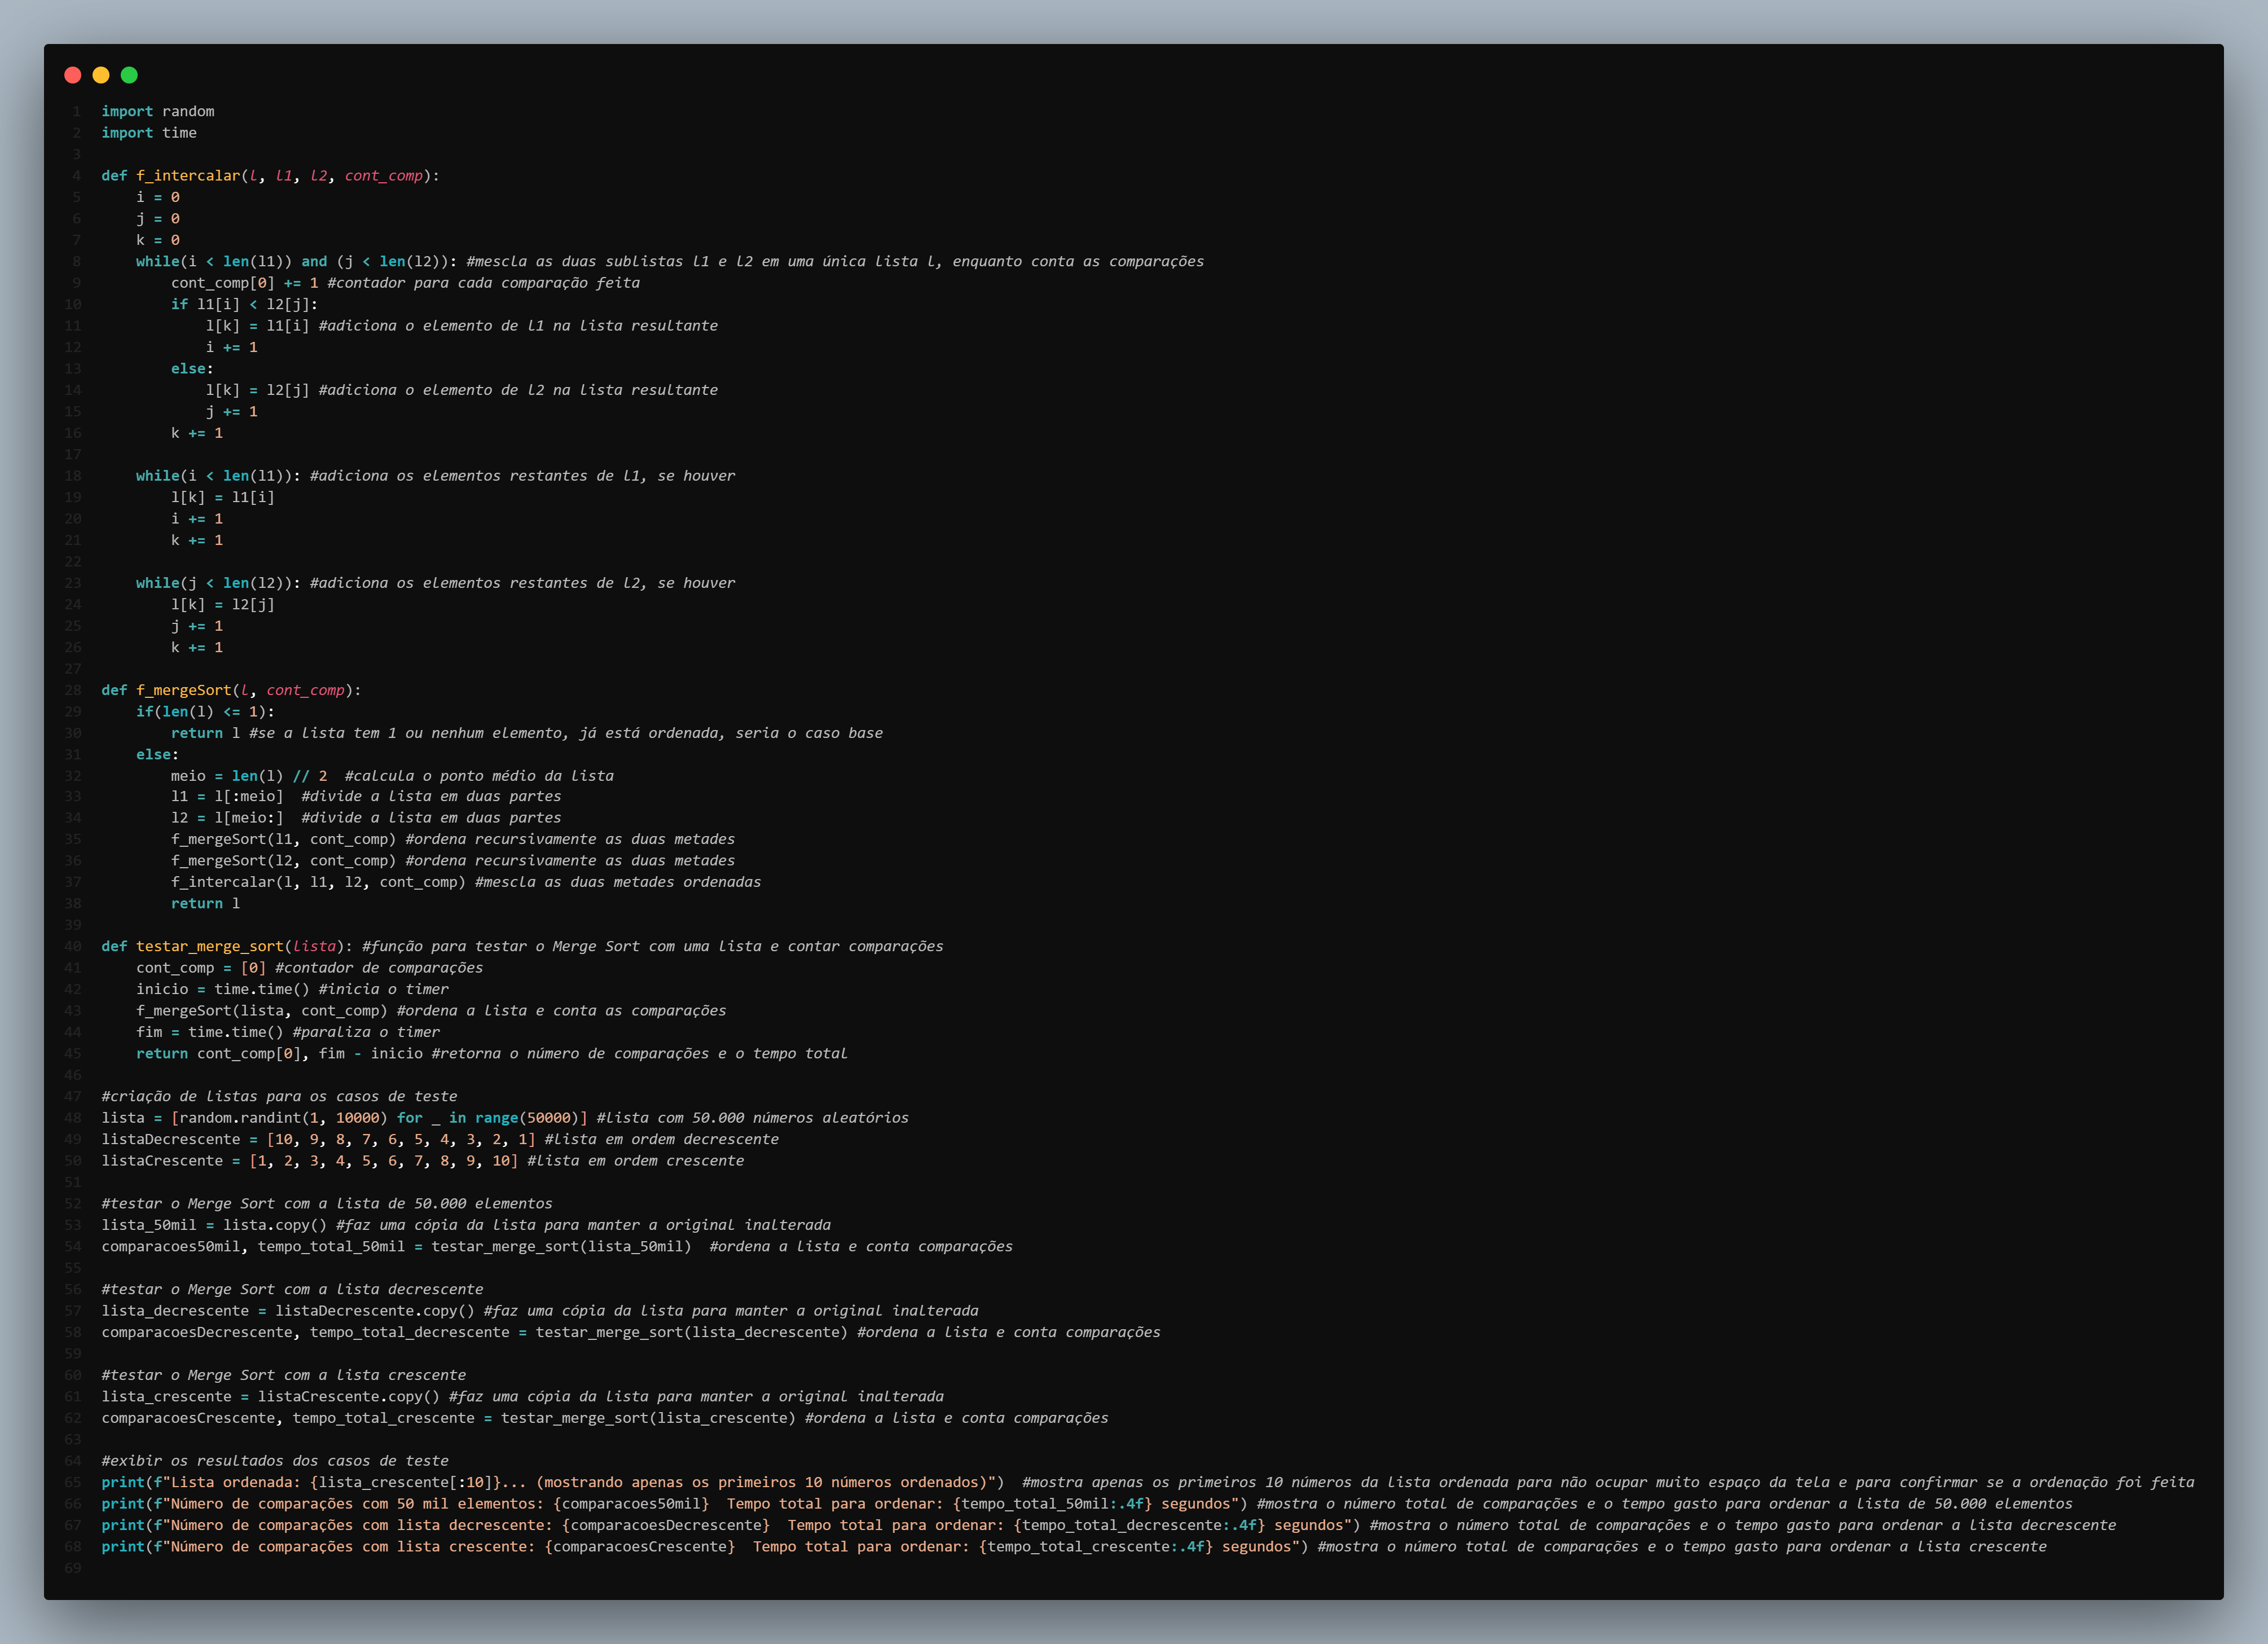 1 import random
2 import time
3
4 def f_intercalar(l, l1, l2, cont_comp):
5     i = 0
6     j = 0
7     k = 0
8     while(i < len(l1)) and (j < len(l2)): #mescla as duas sublistas l1 e l2 em uma única lista l, enquanto conta as comparações
9         cont_comp[0] += 1 #contador para cada comparação feita
10         if l1[i] < l2[j]:
11             l[k] = l1[i] #adiciona o elemento de l1 na lista resultante
12             i += 1
13         else:
14             l[k] = l2[j] #adiciona o elemento de l2 na lista resultante
15             j += 1
16         k += 1
17
18     while(i < len(l1)): #adiciona os elementos restantes de l1, se houver
19         l[k] = l1[i]
20         i += 1
21         k += 1
22
23     while(j < len(l2)): #adiciona os elementos restantes de l2, se houver
24         l[k] = l2[j]
25         j += 1
26         k += 1
27
28 def f_mergeSort(l, cont_comp):
29     if(len(l) <= 1):
30         return l #se a lista tem 1 ou nenhum elemento, já está ordenada, seria o caso base
31     else:
32         meio = len(l) // 2  #calcula o ponto médio da lista
33         l1 = l[:meio]  #divide a lista em duas partes
34         l2 = l[meio:]  #divide a lista em duas partes
35         f_mergeSort(l1, cont_comp) #ordena recursivamente as duas metades
36         f_mergeSort(l2, cont_comp) #ordena recursivamente as duas metades
37         f_intercalar(l, l1, l2, cont_comp) #mescla as duas metades ordenadas
38         return l
39
40 def testar_merge_sort(lista): #função para testar o Merge Sort com uma lista e contar comparações
41     cont_comp = [0] #contador de comparações
42     inicio = time.time() #inicia o timer
43     f_mergeSort(lista, cont_comp) #ordena a lista e conta as comparações
44     fim = time.time() #paraliza o timer
45     return cont_comp[0], fim - inicio #retorna o número de comparações e o tempo total
46
47 #criação de listas para os casos de teste
48 lista = [random.randint(1, 10000) for _ in range(50000)] #lista com 50.000 números aleatórios
49 listaDecrescente = [10, 9, 8, 7, 6, 5, 4, 3, 2, 1] #lista em ordem decrescente
50 listaCrescente = [1, 2, 3, 4, 5, 6, 7, 8, 9, 10] #lista em ordem crescente
51
52 #testar o Merge Sort com a lista de 50.000 elementos
53 lista_50mil = lista.copy() #faz uma cópia da lista para manter a original inalterada
54 comparacoes50mil, tempo_total_50mil = testar_merge_sort(lista_50mil)  #ordena a lista e conta comparações
55
56 #testar o Merge Sort com a lista decrescente
57 lista_decrescente = listaDecrescente.copy() #faz uma cópia da lista para manter a original inalterada
58 comparacoesDecrescente, tempo_total_decrescente = testar_merge_sort(lista_decrescente) #ordena a lista e conta comparações
59
60 #testar o Merge Sort com a lista crescente
61 lista_crescente = listaCrescente.copy() #faz uma cópia da lista para manter a original inalterada
62 comparacoesCrescente, tempo_total_crescente = testar_merge_sort(lista_crescente) #ordena a lista e conta comparações
63
64 #exibir os resultados dos casos de teste
65 print(f"Lista ordenada: {lista_crescente[:10]}... (mostrando apenas os primeiros 10 números ordenados)")  #mostra apenas os primeiros 10 números da lista ordenada para não ocupar muito espaço da tela e para confirmar se a ordenação foi feita
66 print(f"Número de comparações com 50 mil elementos: {comparacoes50mil}  Tempo total para ordenar: {tempo_total_50mil:.4f} segundos") #mostra o número total de comparações e o tempo gasto para ordenar a lista de 50.000 elementos
67 print(f"Número de comparações com lista decrescente: {comparacoesDecrescente}  Tempo total para ordenar: {tempo_total_decrescente:.4f} segundos") #mostra o número total de comparações e o tempo gasto para ordenar a lista decrescente
68 print(f"Número de comparações com lista crescente: {comparacoesCrescente}  Tempo total para ordenar: {tempo_total_crescente:.4f} segundos") #mostra o número total de comparações e o tempo gasto para ordenar a lista crescente
69